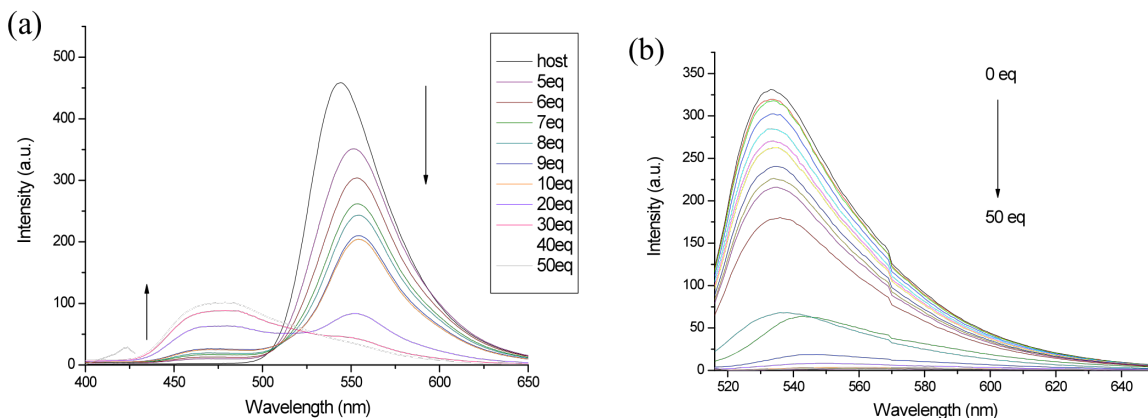 (a)
500
400
300
200
100
0
Intensity (a.u.)
400 450 500 550 600 650
Wavelength (nm)
host
5eq
6eq
7eq
8eq
9eq
10eq
20eq
30eq
40eq
50eq
(b)
350
300
250
200
150
100
50
0
Intensity (a.u.)
520 540 560 580 600 620 640
Wavelength (nm)
0 eq
50 eq